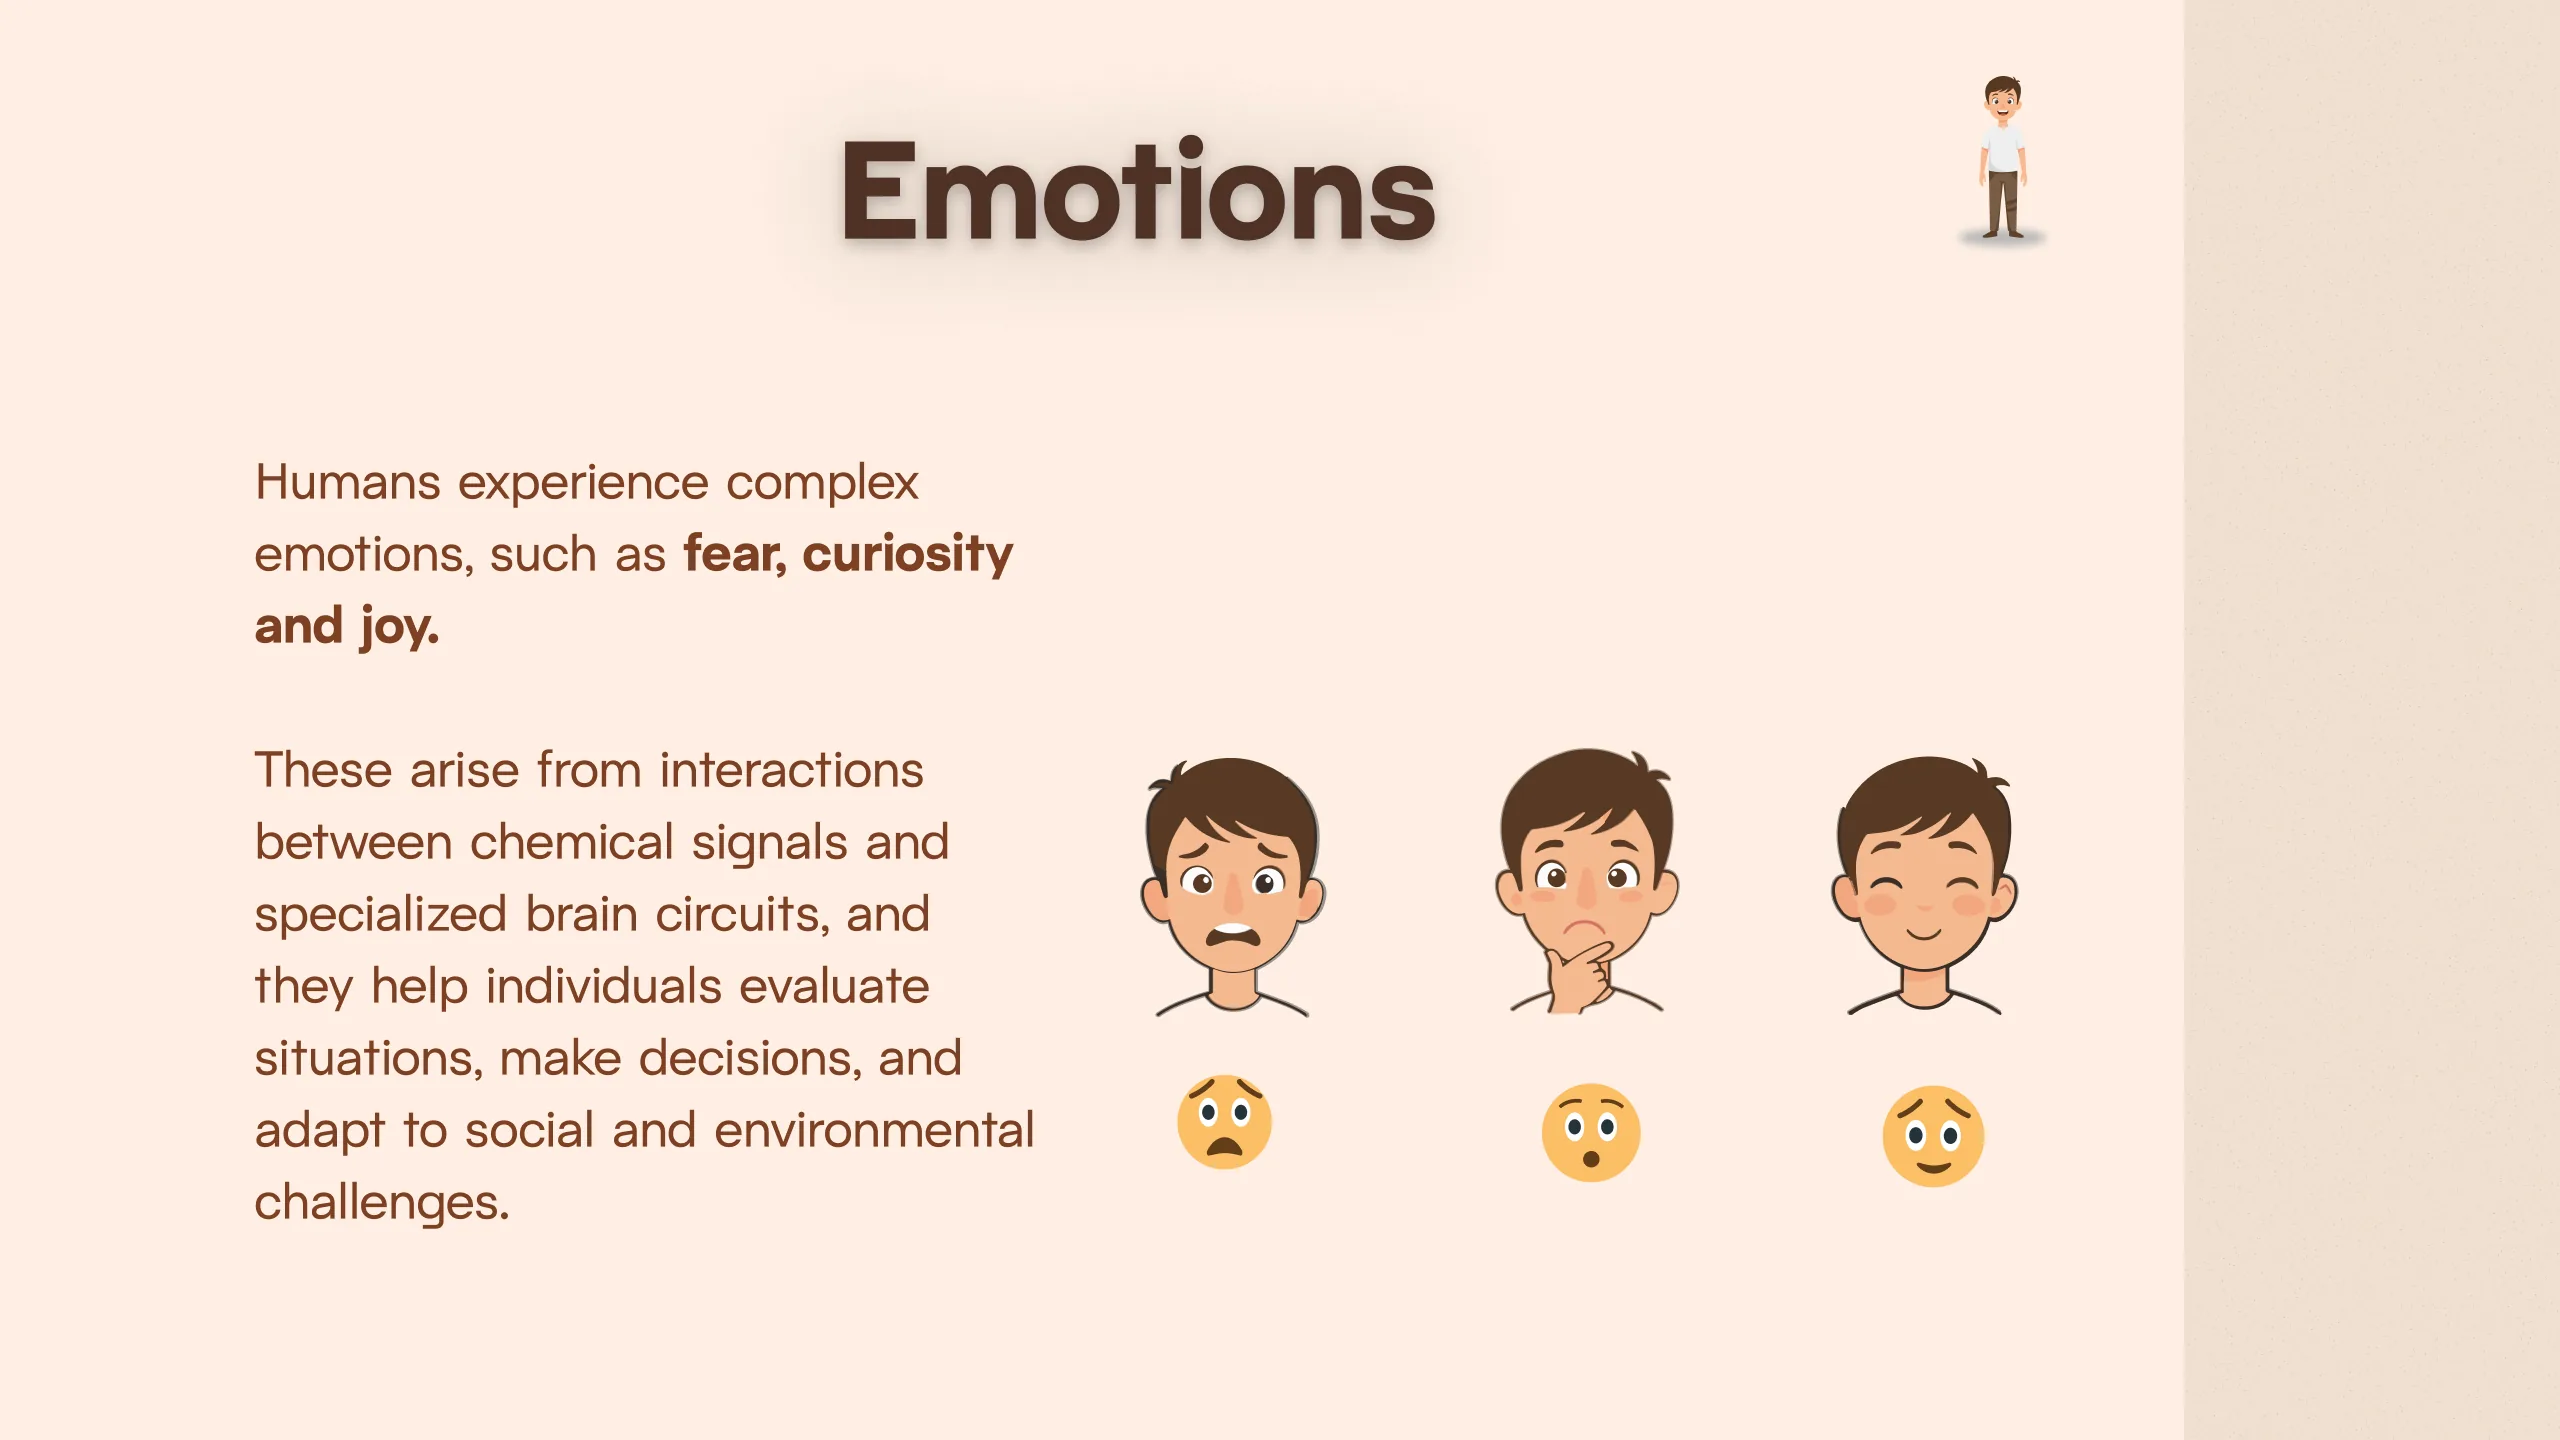 Emotions
Humans experience complex
emotions, such as fear, curiosity
and joy.
These arise from interactions
between chemical signals and
specialized brain circuits, and
they help individuals evaluate
situations, make decisions, and
adapt to social and environmental
challenges.